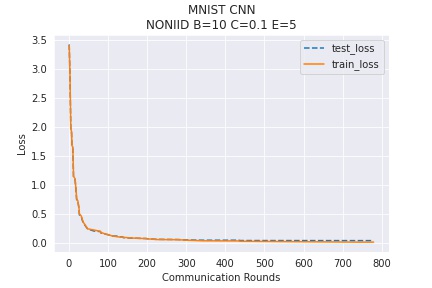 MNIST CNN
NONIID B=10 C=0.1 E=5
test_loss
train_loss
3.5
3.0
2.5
2.0
1.5
1.0
0.5
0.0
Loss
0 100 200 300 400 500 600 700 800
Communication Rounds